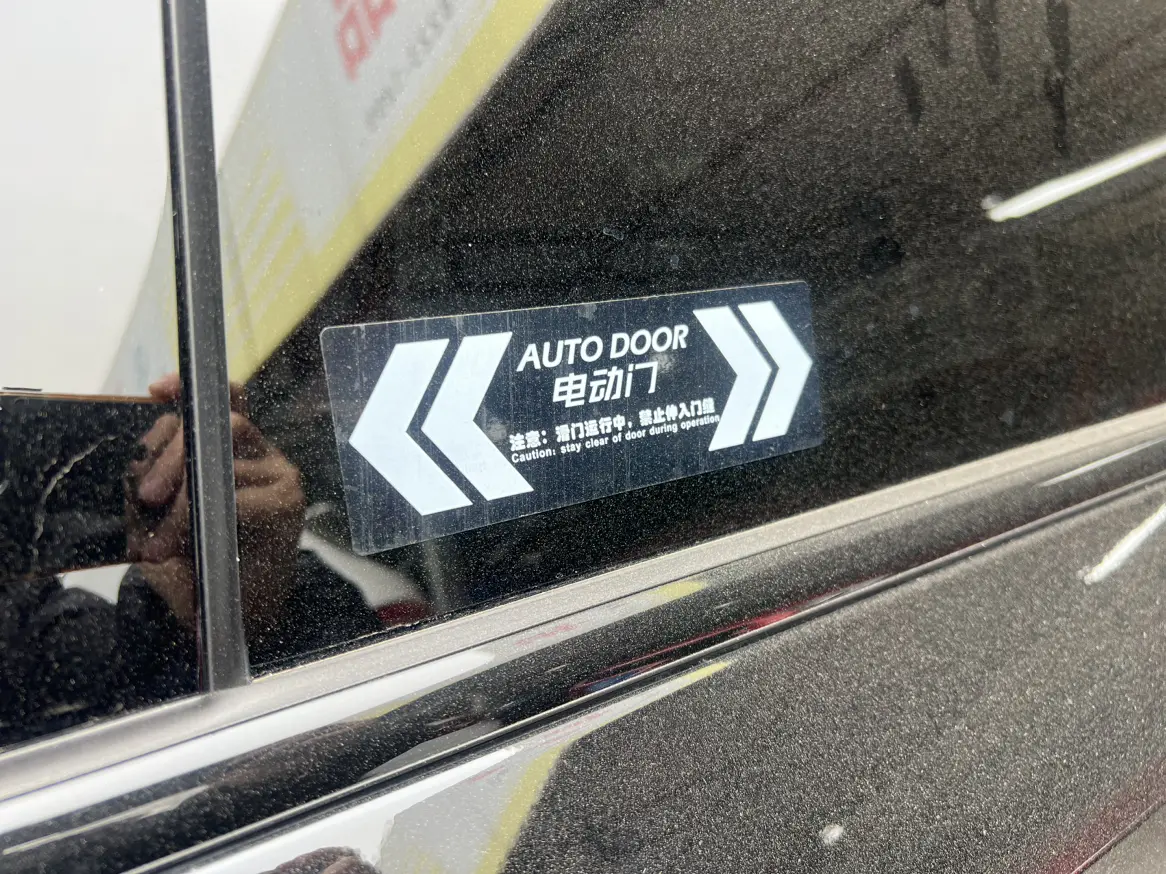 AUTO DOOR
电动门
注意：滑门运行中，禁止伸入门缝
Caution: stay clear of door during operation